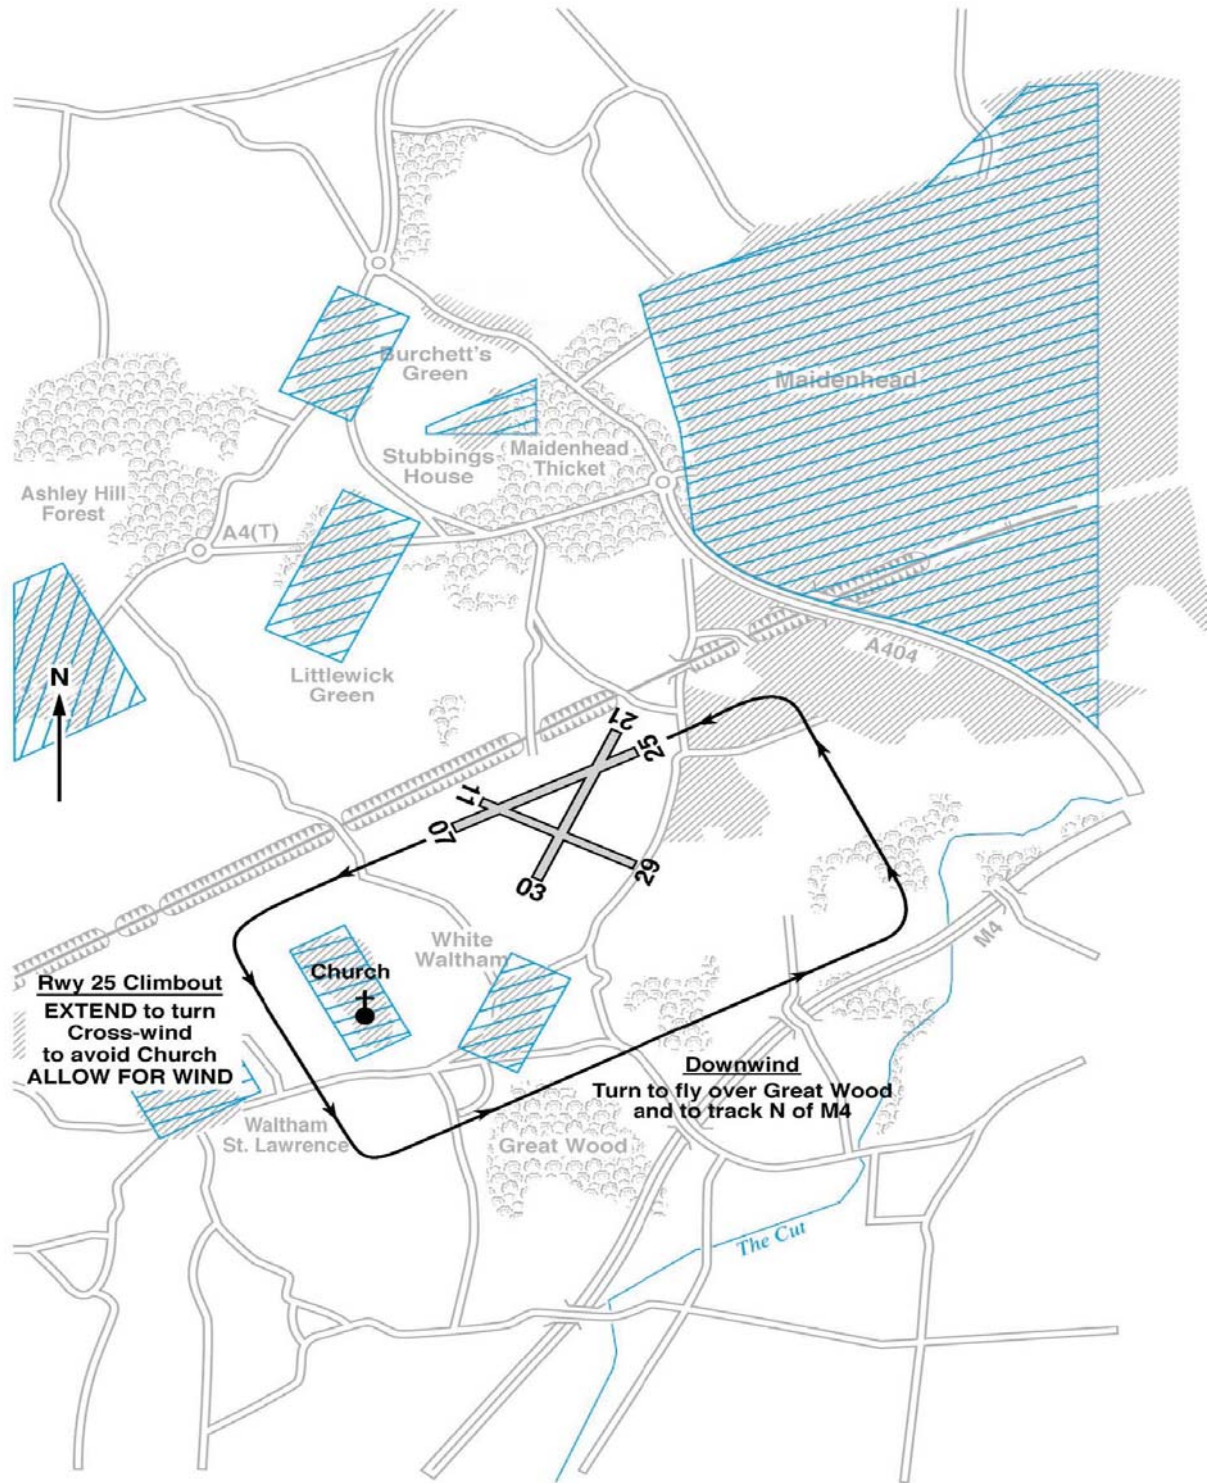 Burchett's
Green
Maidenhead
Stubbings
House
Maidenhead
Thicket
Ashley Hill
Forest
A4(T)
A404
N
Littlewick
Green
21
25
11
07
03
29
White
Waltham
M4
Church
Rwy 25 Climbout
EXTEND to turn
Cross-wind
to avoid Church
ALLOW FOR WIND
Downwind
Turn to fly over Great Wood
and to track N of M4
Waltham
St. Lawrence
Great Wood
The Cut